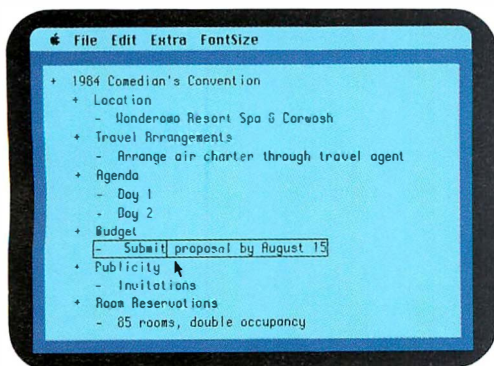 File Edit Extra FontSize
+ 1984 Comedian's Convention
+ Location
- Wonderama Resort Spa & Carwash
+ Travel Arrangements
- Arrange air charter through travel agent
+ Agenda
- Day 1
- Day 2
+ Budget
- Submit proposal by August 15
+ Publicity
- Invitations
+ Room Reservations
- 85 rooms, double occupancy